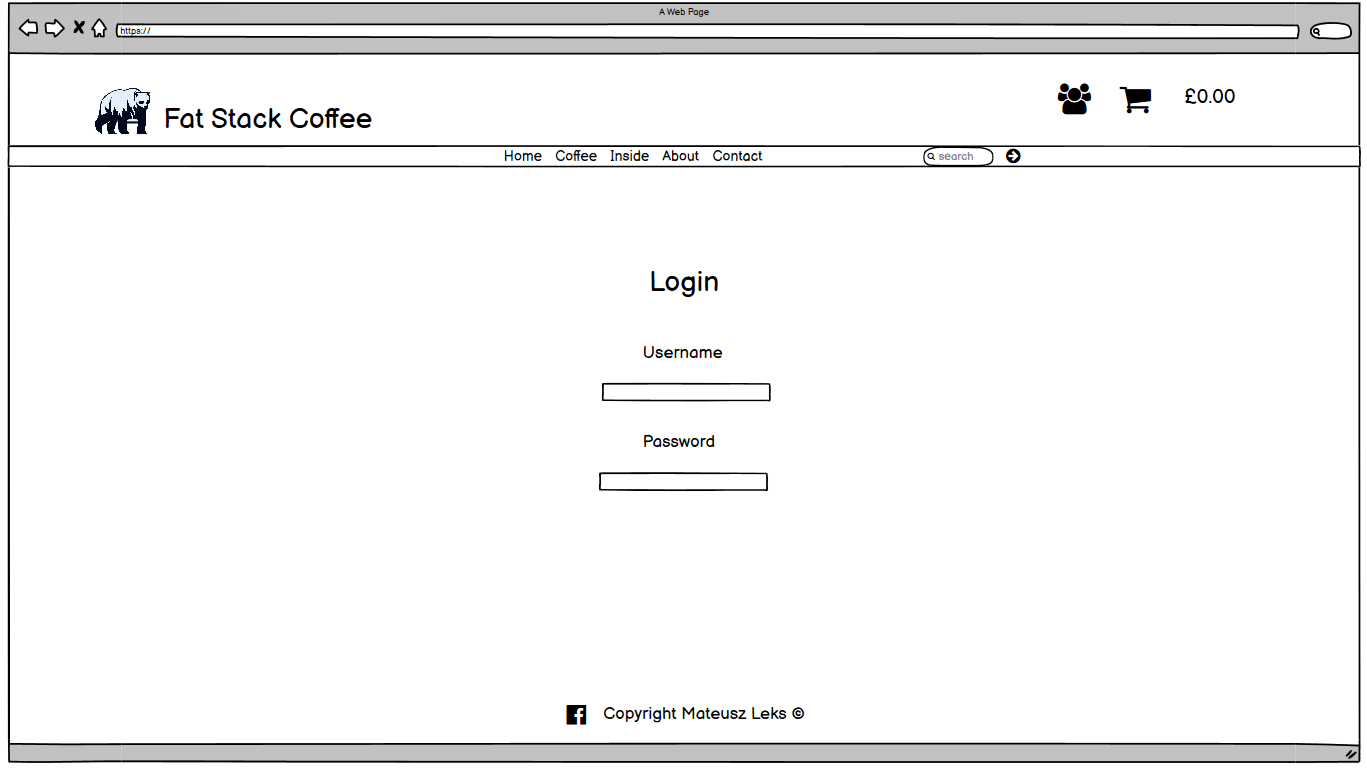 A Web Page
https://
Fat Stack Coffee
£0.00
Home Coffee Inside About Contact search
Login
Username
Password
Copyright Mateusz Leks ©